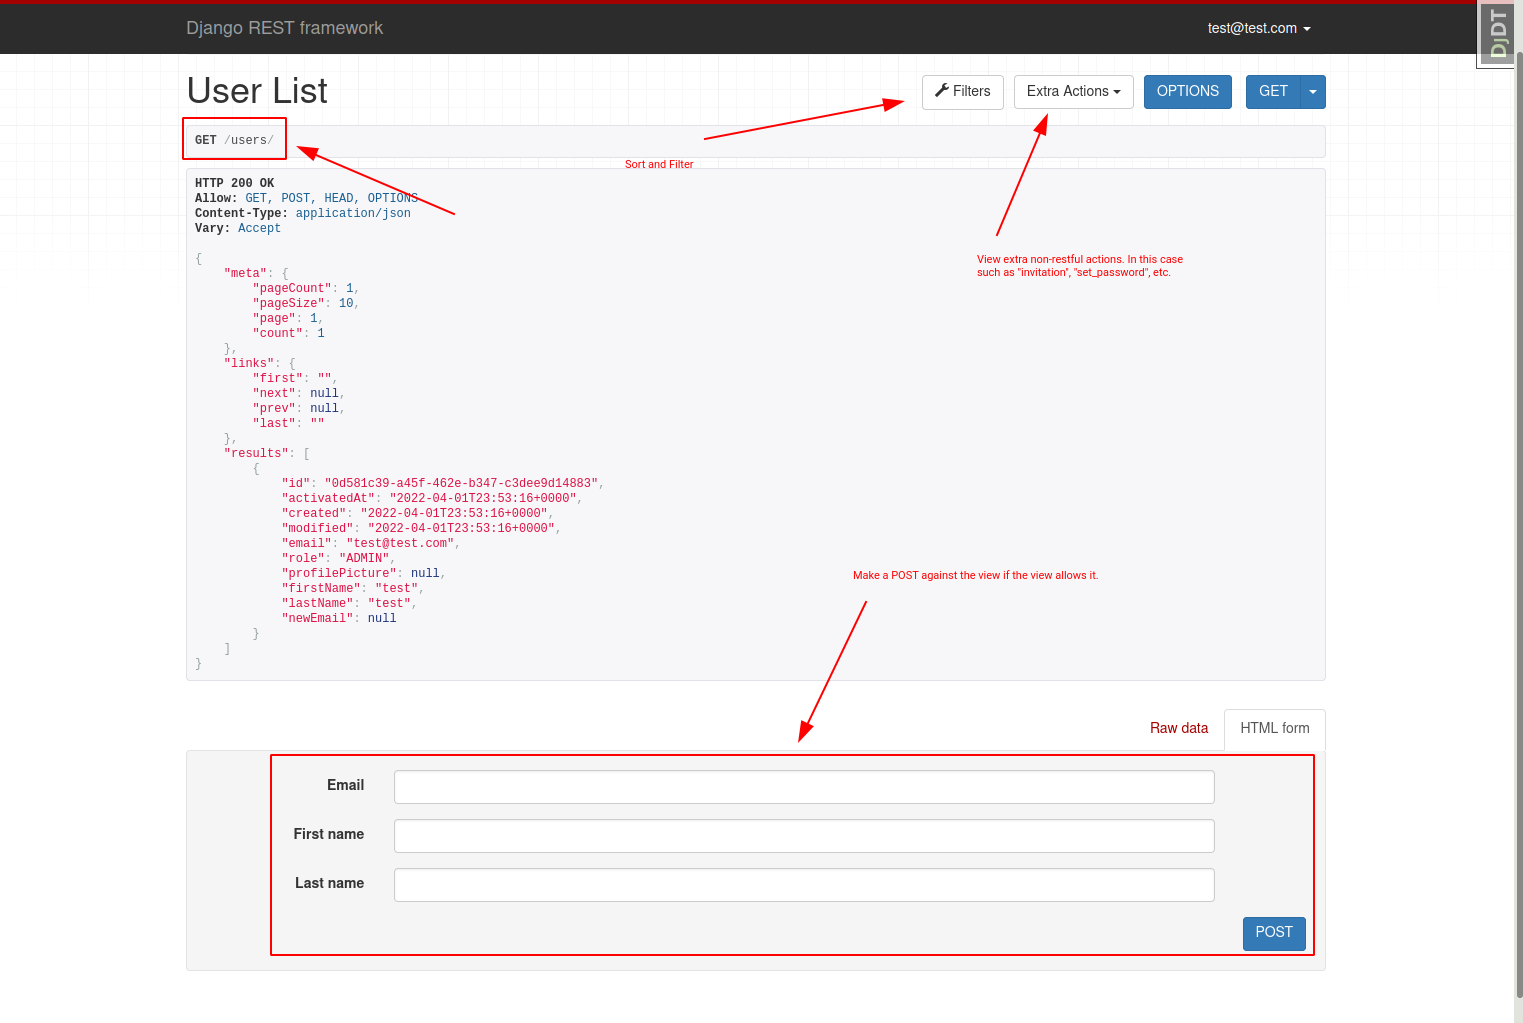 Django REST framework
test@test.com
DjDT
User List
Filters
Extra Actions
OPTIONS
GET
GET /users/
Sort and Filter
HTTP 200 OK
Allow: GET, POST, HEAD, OPTIONS
Content-Type: application/json
Vary: Accept
{
    "meta": {
        "pageCount": 1,
        "pageSize": 10,
        "page": 1,
        "count": 1
    },
    "links": {
        "first": "",
        "next": null,
        "prev": null,
        "last": ""
    },
    "results": [
        {
            "id": "0d581c39-a45f-462e-b347-c3dee9d14883",
            "activatedAt": "2022-04-01T23:53:16+0000",
            "created": "2022-04-01T23:53:16+0000",
            "modified": "2022-04-01T23:53:16+0000",
            "email": "test@test.com",
            "role": "ADMIN",
            "profilePicture": null,
            "firstName": "test",
            "lastName": "test",
            "newEmail": null
        }
    ]
}
View extra non-restful actions. In this case
such as "invitation", "set_password", etc.
Make a POST against the view if the view allows it.
Raw data
HTML form
Email
First name
Last name
POST